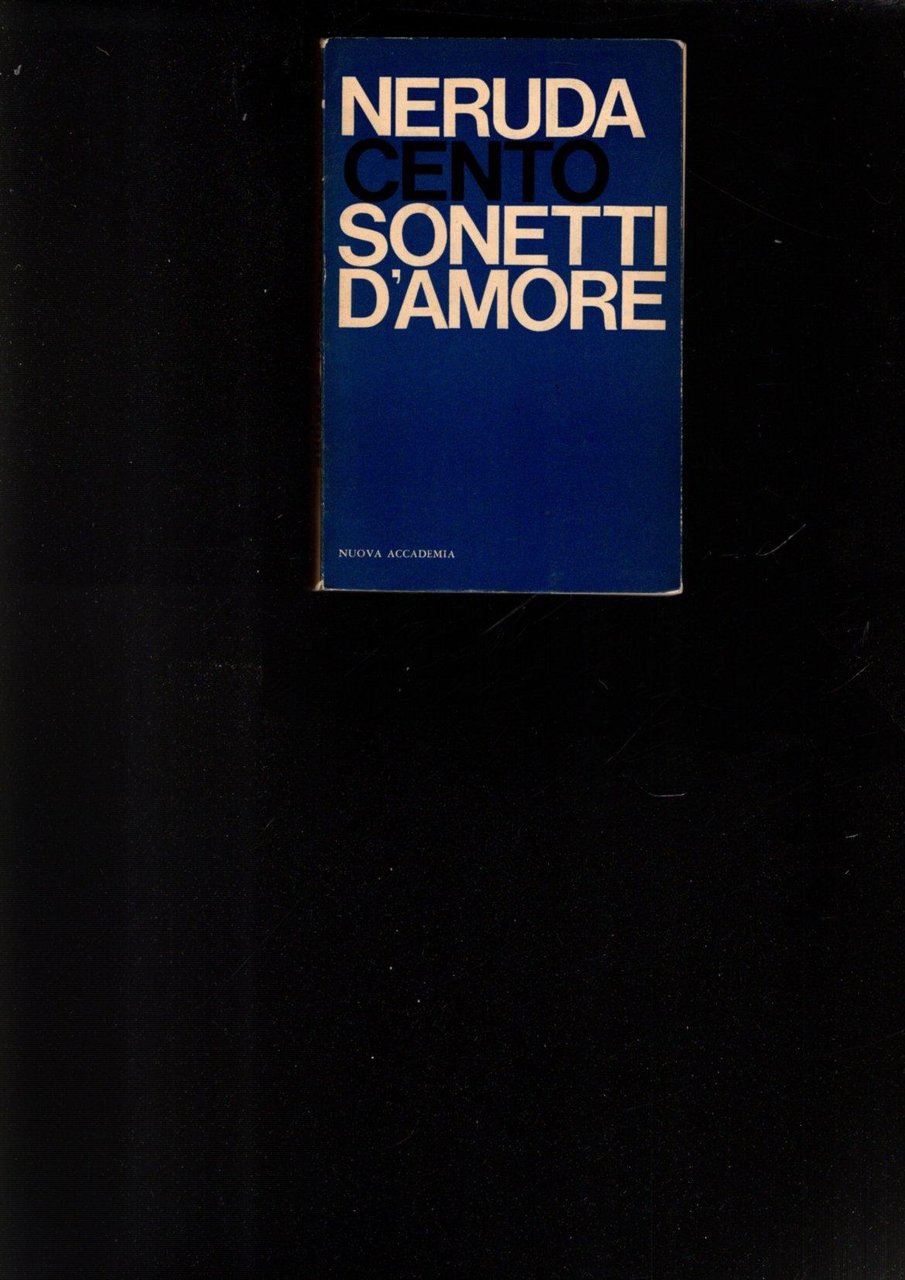 NERUDA
CENTO
SONETTI
D'AMORE
NUOVA ACCADEMIA